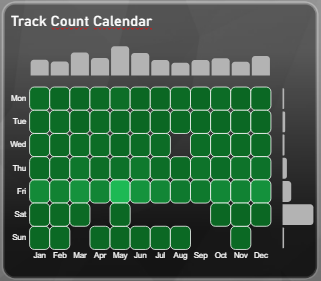 Track Count Calendar
Mon
Tue
Wed
Thu
Fri
Sat
Sun
Jan Feb Mar Apr May Jun Jul Aug Sep Oct Nov Dec